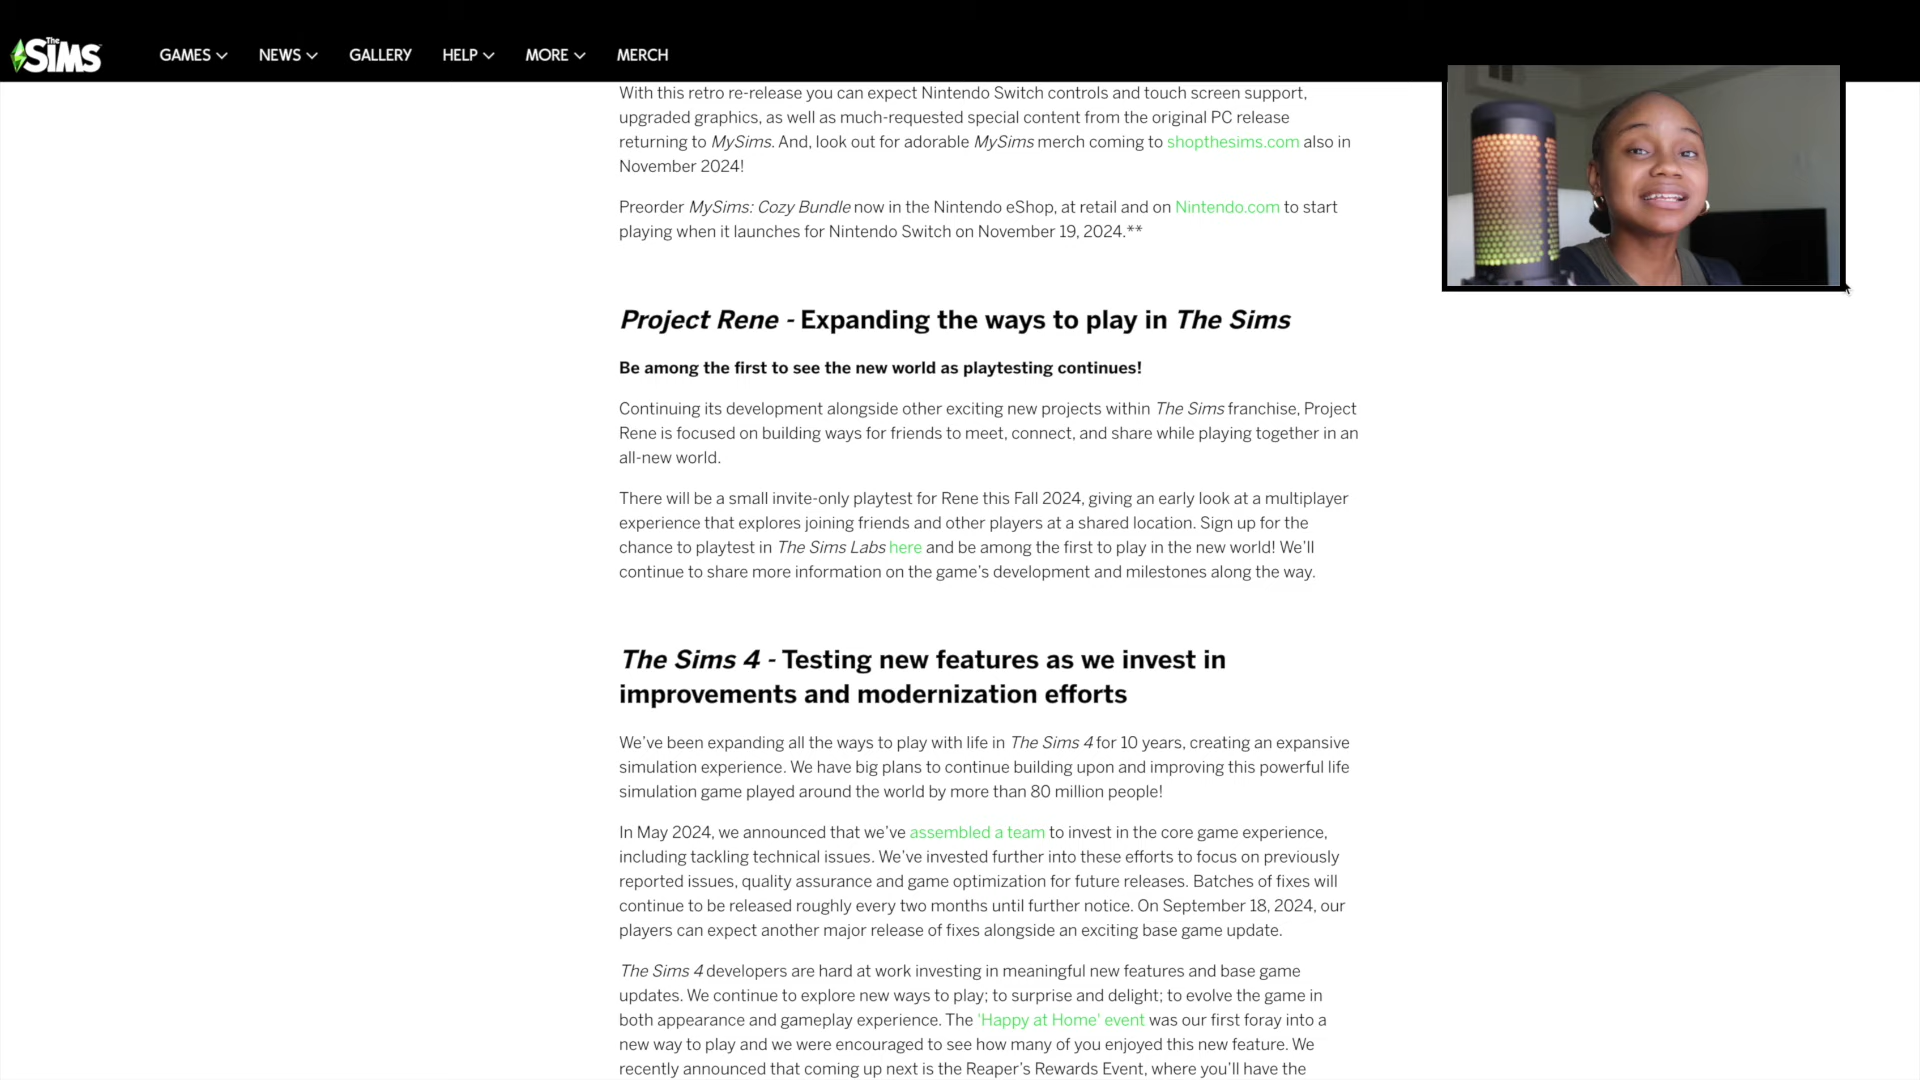 The Sims
GAMES NEWS GALLERY HELP MORE MERCH
With this retro re-release you can expect Nintendo Switch controls and touch screen support,
upgraded graphics, as well as much-requested special content from the original PC release
returning to MySims. And, look out for adorable MySims merch coming to shopthesims.com also in
November 2024!
Preorder MySims: Cozy Bundle now in the Nintendo eShop, at retail and on Nintendo.com to start
playing when it launches for Nintendo Switch on November 19, 2024.**
Project Rene - Expanding the ways to play in The Sims
Be among the first to see the new world as playtesting continues!
Continuing its development alongside other exciting new projects within The Sims franchise, Project
Rene is focused on building ways for friends to meet, connect, and share while playing together in an
all-new world.
There will be a small invite-only playtest for Rene this Fall 2024, giving an early look at a multiplayer
experience that explores joining friends and other players at a shared location. Sign up for the
chance to playtest in The Sims Labs here and be among the first to play in the new world! We’ll
continue to share more information on the game’s development and milestones along the way.
The Sims 4 - Testing new features as we invest in
improvements and modernization efforts
We’ve been expanding all the ways to play with life in The Sims 4 for 10 years, creating an expansive
simulation experience. We have big plans to continue building upon and improving this powerful life
simulation game played around the world by more than 80 million people!
In May 2024, we announced that we’ve assembled a team to invest in the core game experience,
including tackling technical issues. We’ve invested further into these efforts to focus on previously
reported issues, quality assurance and game optimization for future releases. Batches of fixes will
continue to be released roughly every two months until further notice. On September 18, 2024, our
players can expect another major release of fixes alongside an exciting base game update.
The Sims 4 developers are hard at work investing in meaningful new features and base game
updates. We continue to explore new ways to play; to surprise and delight; to evolve the game in
both appearance and gameplay experience. The 'Happy at Home' event was our first foray into a
new way to play and we were encouraged to see how many of you enjoyed this new feature. We
recently announced that coming up next is the Reaper’s Rewards Event, where you’ll have the